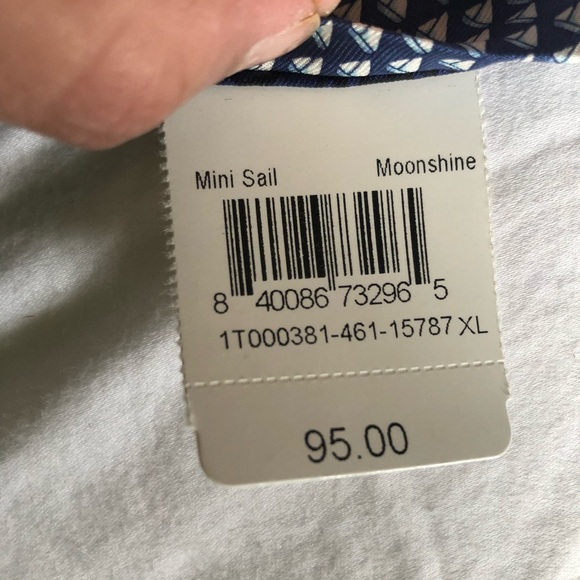 Mini Sail Moonshine
8 40086 73296 5
1T000381-461-15787 XL
95.00